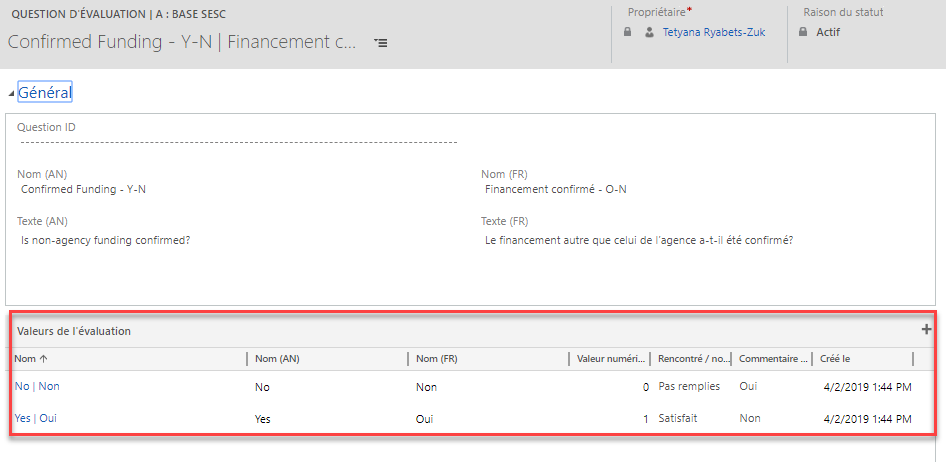 QUESTION D'ÉVALUATION | A : BASE SESC
Confirmed Funding - Y-N | Financement c...
Propriétaire*
Tetyana Ryabets-Zuk
Raison du statut
Actif
Général
Question ID
Nom (AN) Nom (FR)
Confirmed Funding - Y-N Financement confirmé - O-N
Texte (AN) Texte (FR)
Is non-agency funding confirmed? Le financement autre que celui de l'agence a-t-il été confirmé?
Valeurs de l'évaluation
Nom Nom (AN) Nom (FR) Valeur numéri... Rencontré / no... Commentaire ... Créé le
No | Non No Non 0 Pas remplies Oui 4/2/2019 1:44 PM
Yes | Oui Yes Oui 1 Satisfait Non 4/2/2019 1:44 PM